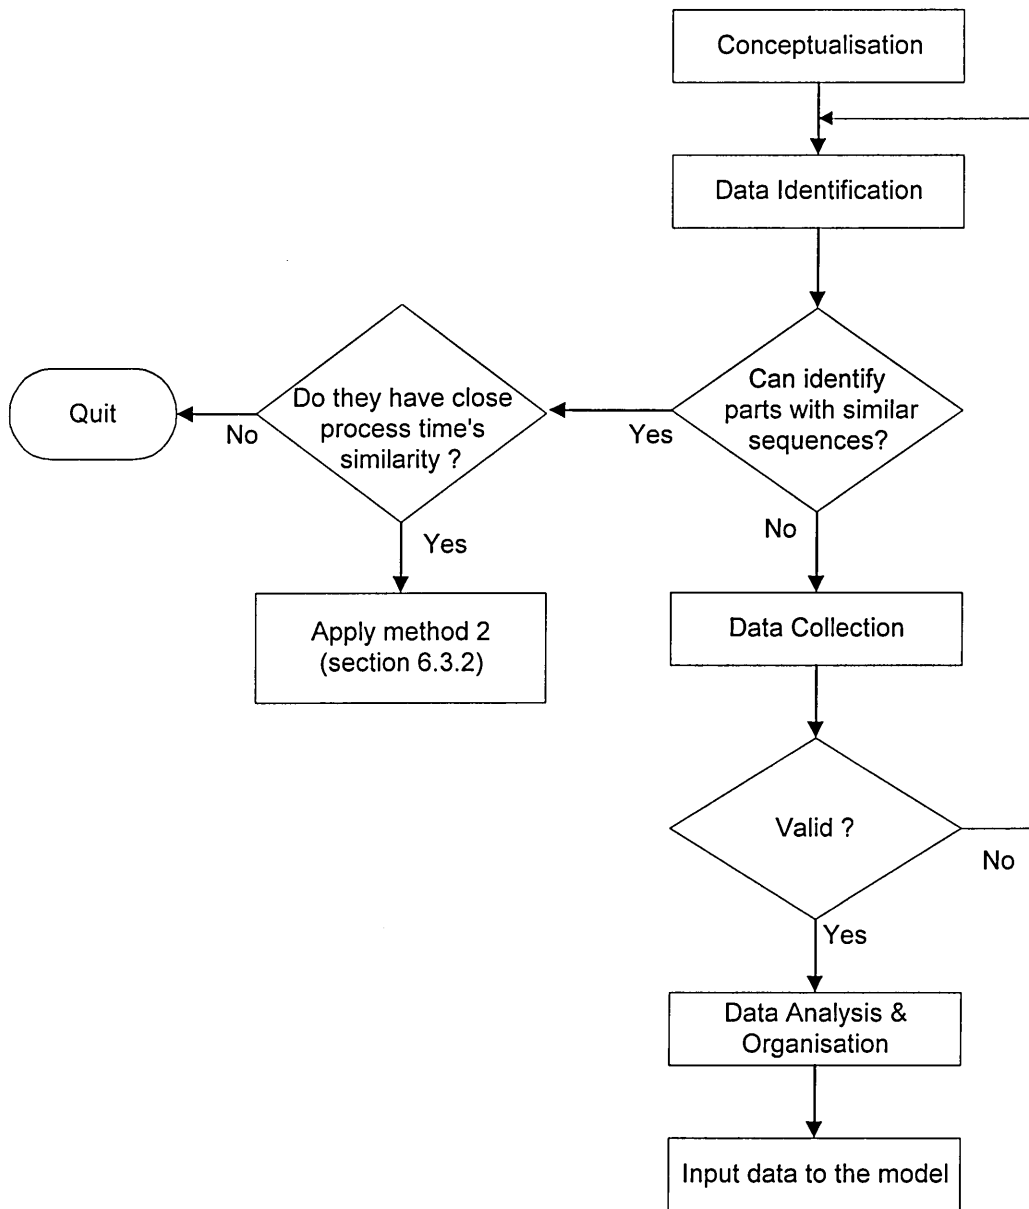 Conceptualisation
Data Identification
Can identify
parts with similar
sequences?
Yes
Do they have close
process time's
similarity ?
No
Quit
Yes
Apply method 2
(section 6.3.2)
No
Data Collection
Valid ?
No
Yes
Data Analysis &
Organisation
Input data to the model